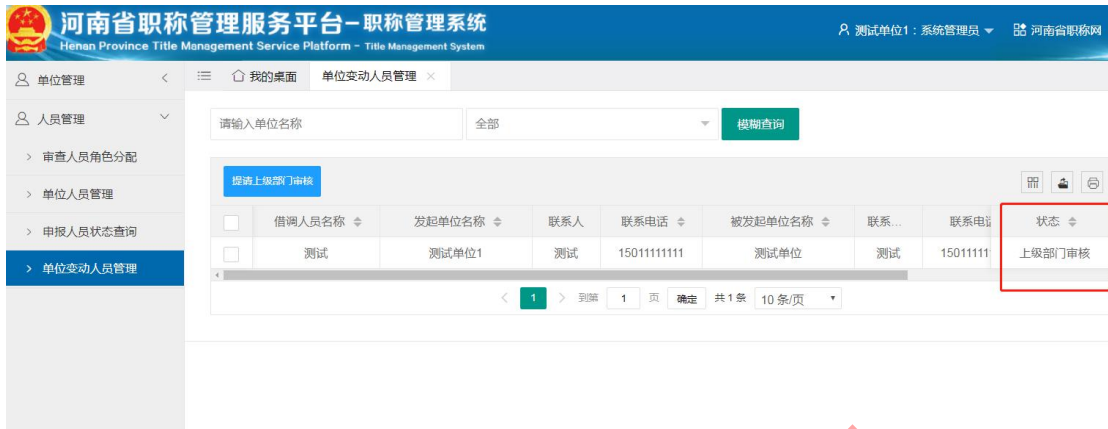 河南省职称管理服务平台-职称管理系统
Henan Province Title Management Service Platform - Title Management System
测试单位1：系统管理员 河南省职称网
单位管理
我的桌面 单位变动人员管理
人员管理
请输入单位名称 全部 模糊查询
审查人员角色分配
提请上级部门审核
单位人员管理
借调人员名称 发起单位名称 联系人 联系电话 被发起单位名称 联系... 联系电话 状态
申报人员状态查询
测试 测试单位1 测试 15011111111 测试单位 测试 15011111 上级部门审核
单位变动人员管理
1 到第 1 页 确定 共1条 10条/页